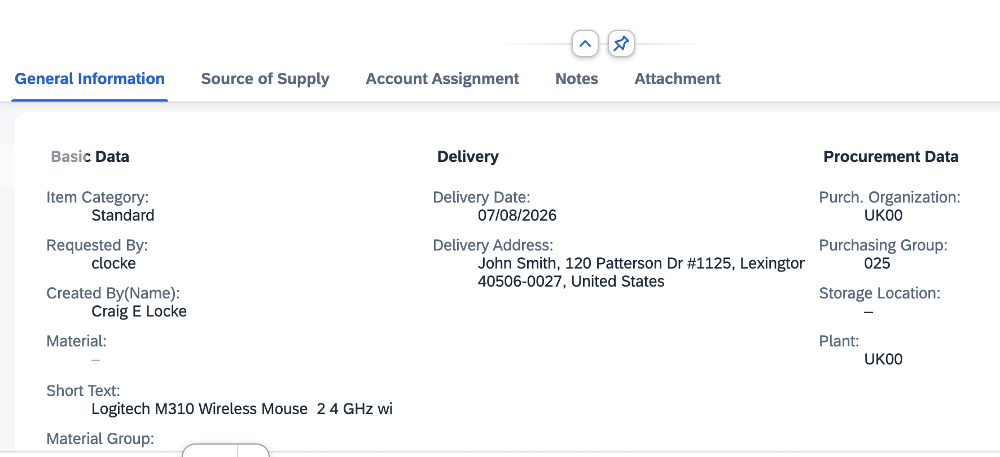 General Information Source of Supply Account Assignment Notes Attachment
Basic Data
Item Category:
Standard
Requested By:
clocke
Created By(Name):
Craig E Locke
Material:
–
Short Text:
Logitech M310 Wireless Mouse  2 4 GHz wi
Material Group:
Delivery
Delivery Date:
07/08/2026
Delivery Address:
John Smith, 120 Patterson Dr #1125, Lexington
40506-0027, United States
Procurement Data
Purch. Organization:
UK00
Purchasing Group:
025
Storage Location:
–
Plant:
UK00